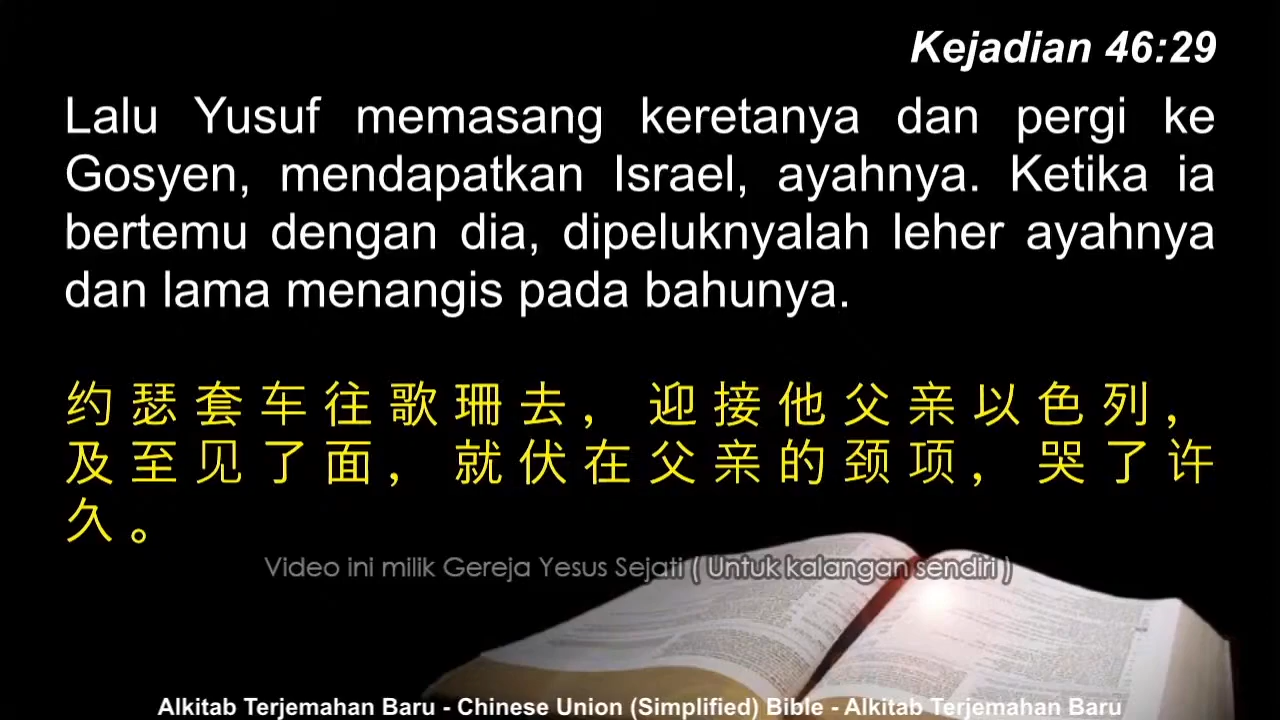 Kejadian 46:29
Lalu Yusuf memasang keretanya dan pergi ke
Gosyen, mendapatkan Israel, ayahnya. Ketika ia
bertemu dengan dia, dipeluknyalah leher ayahnya
dan lama menangis pada bahunya.
约瑟套车往歌珊去，迎接他父亲以色列，
及至见了面，就伏在父亲的颈项，哭了许
久。
Video ini milik Gereja Yesus Sejati ( Untuk kalangan sendiri )
Alkitab Terjemahan Baru - Chinese Union (Simplified) Bible - Alkitab Terjemahan Baru